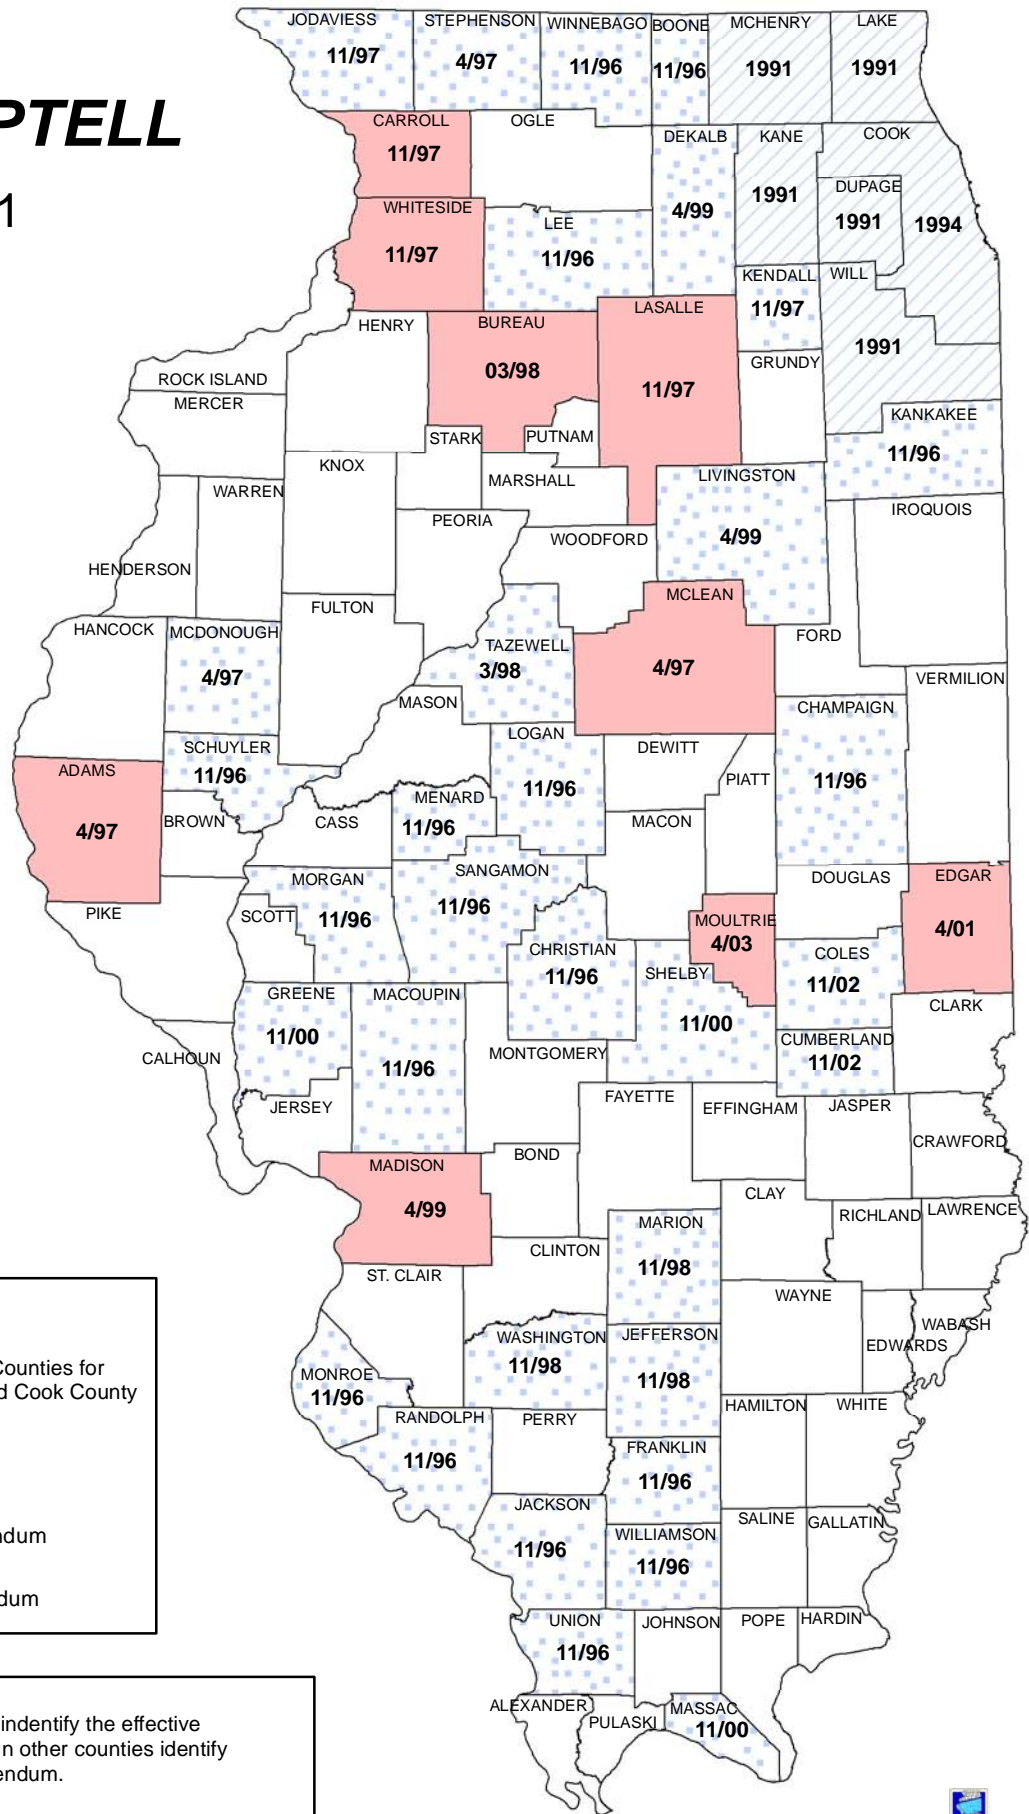 PTELL
1
JODAVIESS
11/97
STEPHENSON
4/97
WINNEBAGO
11/96
BOONE
11/96
MCHENRY
1991
LAKE
1991
CARROLL
11/97
OGLE
DEKALB
4/99
KANE
1991
COOK
1994
DUPAGE
1991
WHITESIDE
11/97
LEE
11/96
KENDALL
11/97
WILL
1991
HENRY
BUREAU
03/98
LASALLE
11/97
GRUNDY
ROCK ISLAND
MERCER
KANKAKEE
11/96
STARK
PUTNAM
KNOX
MARSHALL
LIVINGSTON
4/99
WARREN
PEORIA
IROQUOIS
WOODFORD
HENDERSON
FULTON
MCLEAN
4/97
HANCOCK
MCDONOUGH
4/97
TAZEWELL
3/98
FORD
VERMILION
MASON
CHAMPAIGN
11/96
SCHUYLER
11/96
LOGAN
11/96
DEWITT
PIATT
ADAMS
4/97
BROWN
CASS
MENARD
11/96
MACON
MORGAN
11/96
SANGAMON
11/96
DOUGLAS
EDGAR
4/01
PIKE
SCOTT
MOULTRIE
4/03
CHRISTIAN
11/96
SHELBY
11/00
COLES
11/02
GREENE
11/00
MACOUPIN
11/96
CLARK
CALHOUN
MONTGOMERY
CUMBERLAND
11/02
JERSEY
FAYETTE
EFFINGHAM
JASPER
CRAWFORD
MADISON
4/99
BOND
CLAY
RICHLAND
LAWRENCE
MARION
11/98
CLINTON
ST. CLAIR
WAYNE
WABASH
EDWARDS
WASHINGTON
11/98
JEFFERSON
11/98
MONROE
11/96
RANDOLPH
11/96
PERRY
HAMILTON
WHITE
FRANKLIN
11/96
JACKSON
11/96
WILLIAMSON
11/96
SALINE
GALLATIN
UNION
11/96
JOHNSON
POPE
HARDIN
ALEXANDER
PULASKI
MASSAC
11/00
Counties for
d Cook County
ndum
dum
indentify the effective
n other counties identify
endum.